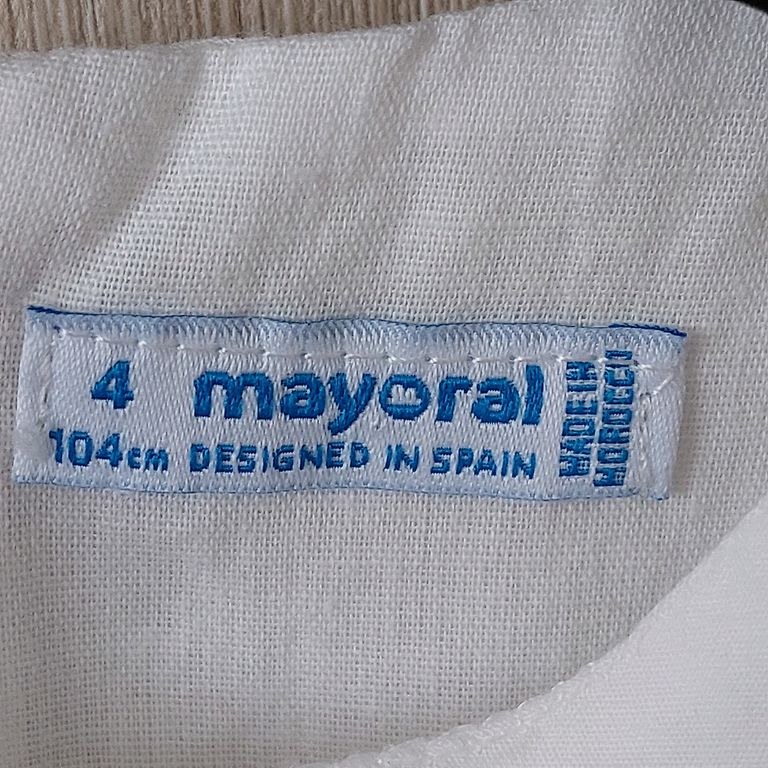 4 mayoral
104cm DESIGNED IN SPAIN
MADE IN
MOROCCO